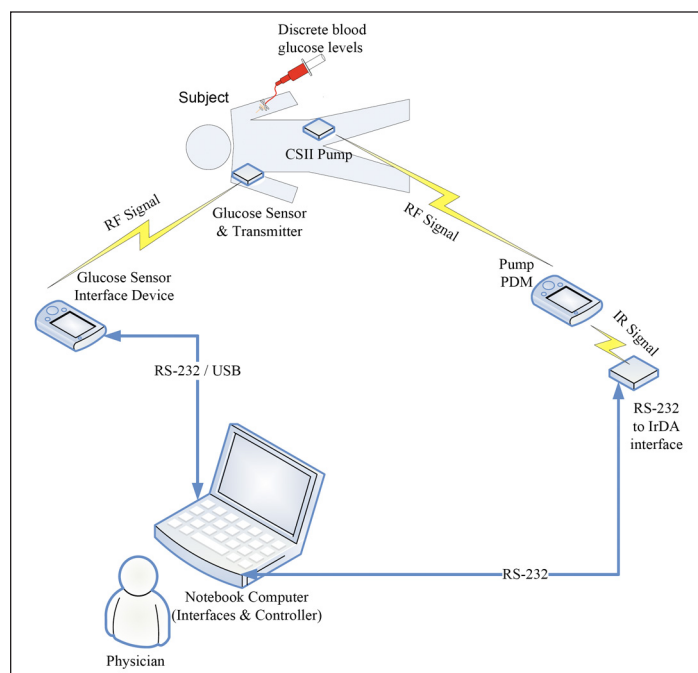 Discrete blood
glucose levels
Subject
CSII Pump
RF Signal
Glucose Sensor
& Transmitter
RF Signal
Glucose Sensor
Interface Device
Pump
PDM
IR Signal
RS-232 / USB
RS-232
to IrDA
interface
RS-232
Notebook Computer
(Interfaces & Controller)
Physician